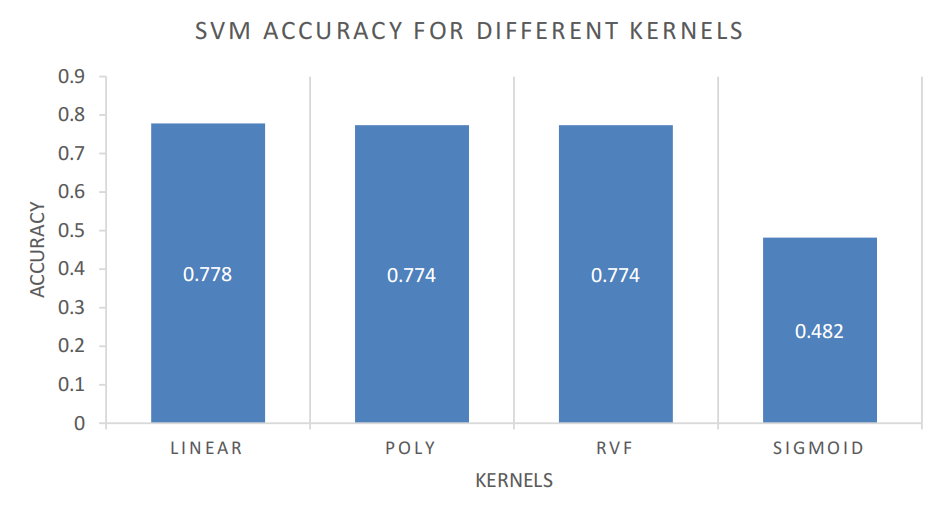 SVM ACCURACY FOR DIFFERENT KERNELS
0.9
0.8
0.7
0.6
0.5
0.4
0.3
0.2
0.1
0
ACCURACY
0.778
0.774
0.774
0.482
LINEAR
POLY
RVF
SIGMOID
KERNELS